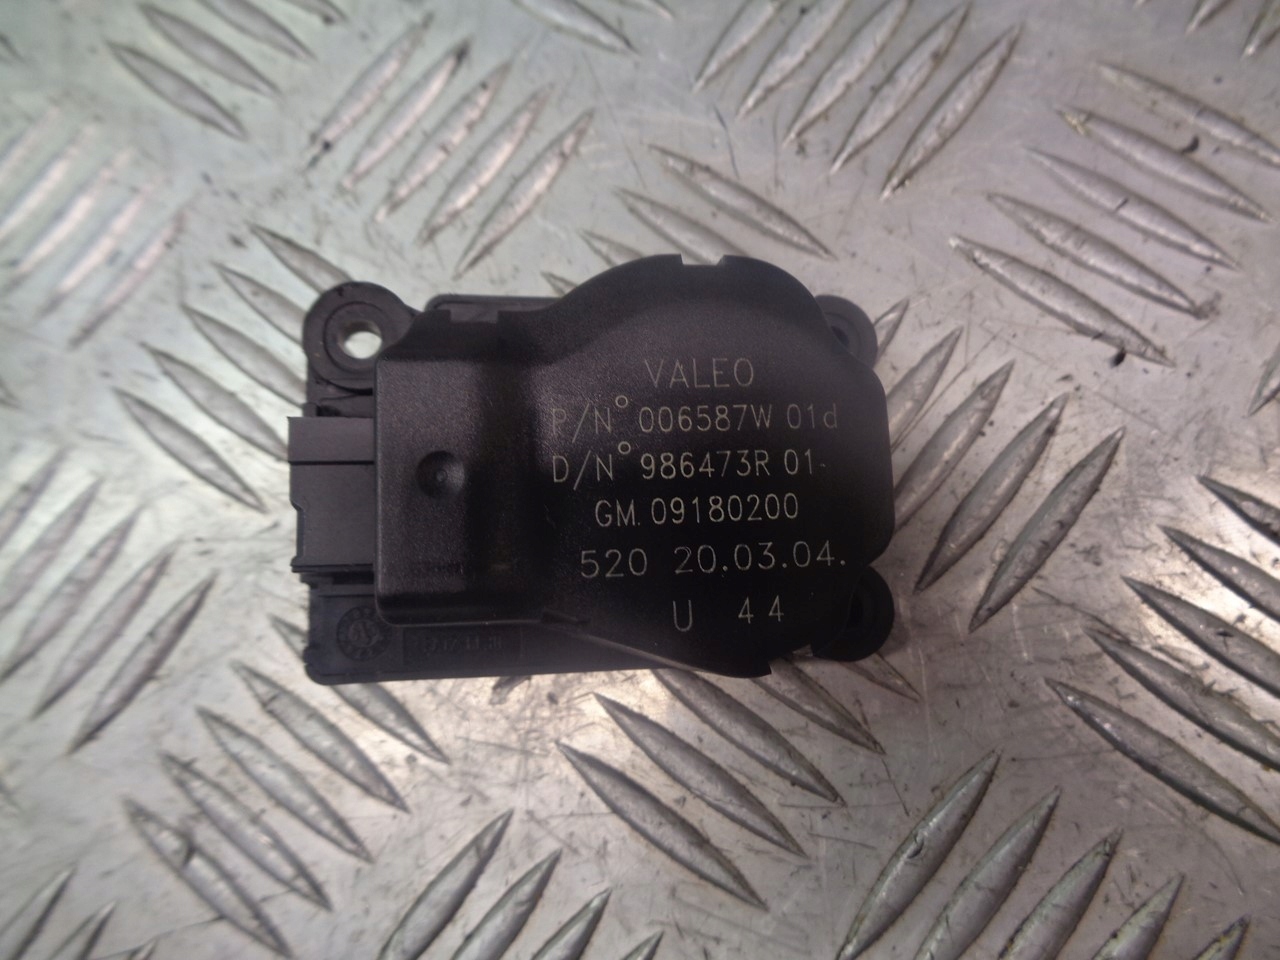 VALEO
P/N° 006587W 01d
D/N° 986473R 01-
GM. 09180200
520 20.03.04.
U 44